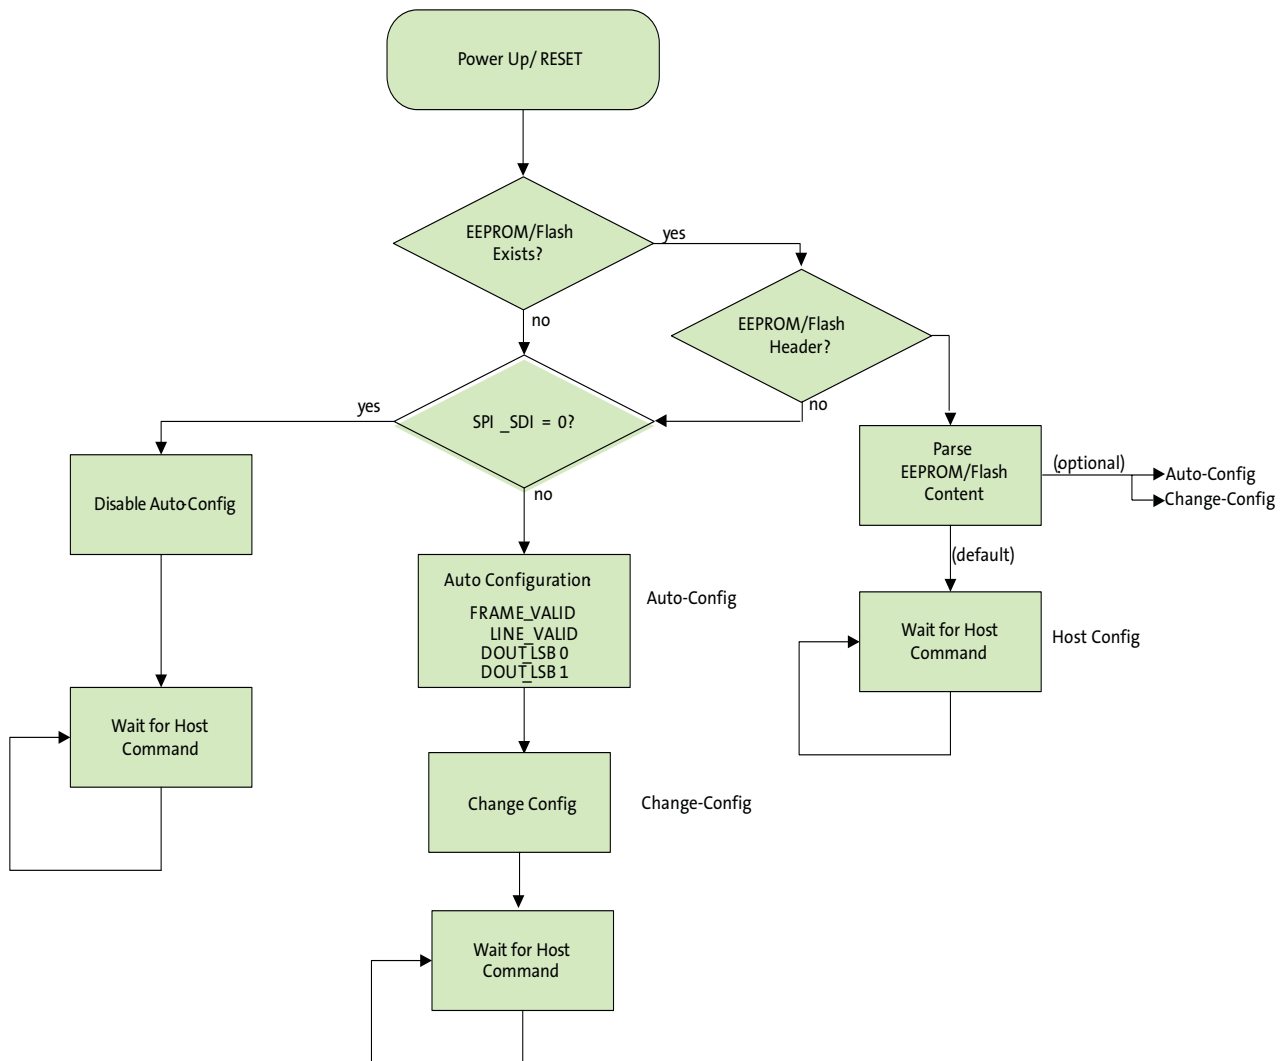 Power Up/ RESET
EEPROM/Flash
Exists?
yes
no
EEPROM/Flash
Header?
no
SPI _SDI = 0?
yes
no
Disable Auto-Config
Wait for Host
Command
Auto Configuration
FRAME_VALID
LINE_VALID
DOUT_LSB 0
DOUT_LSB 1
Auto-Config
Change Config
Change-Config
Wait for Host
Command
Parse
EEPROM/Flash
Content
(optional)
Auto-Config
Change-Config
(default)
Wait for Host
Command
Host Config